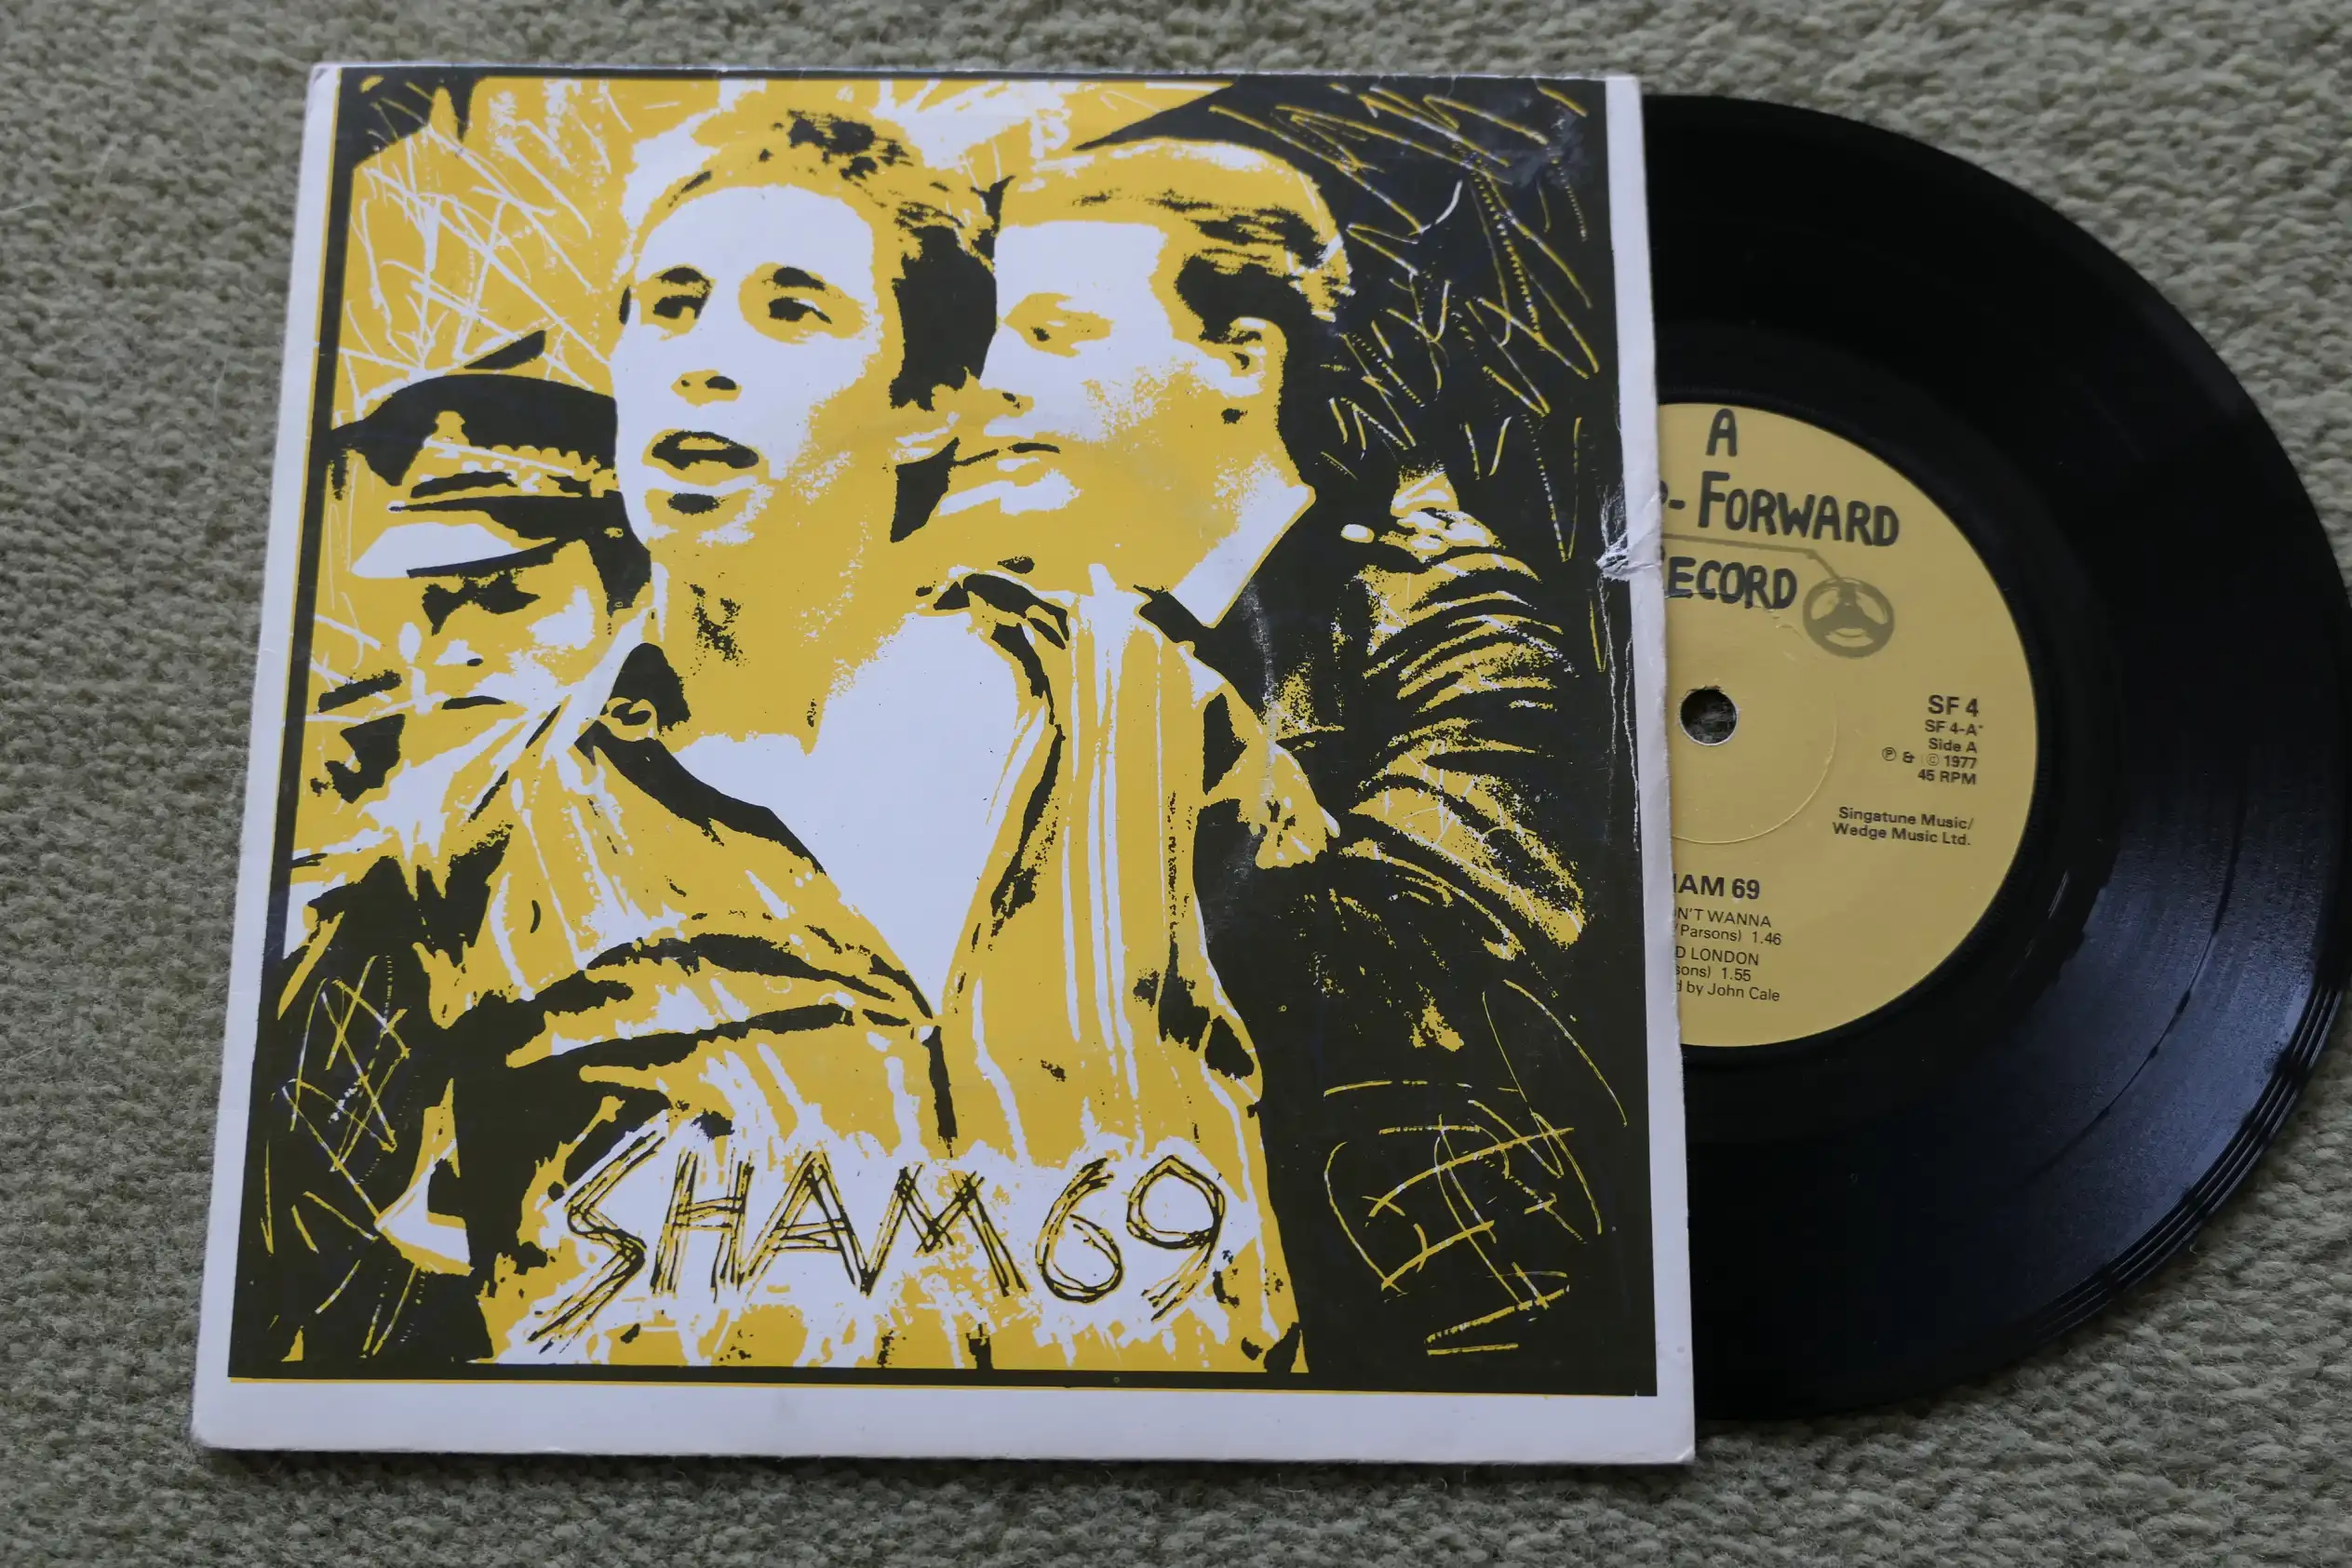 SHAM 69
A
P-FORWARD
ECORD
SF 4
SF 4-A*
Side A
℗ & © 1977
45 RPM
Singatune Music/
Wedge Music Ltd.
HAM 69
N'T WANNA
/Parsons) 1.46
D LONDON
sons) 1.55
d by John Cale